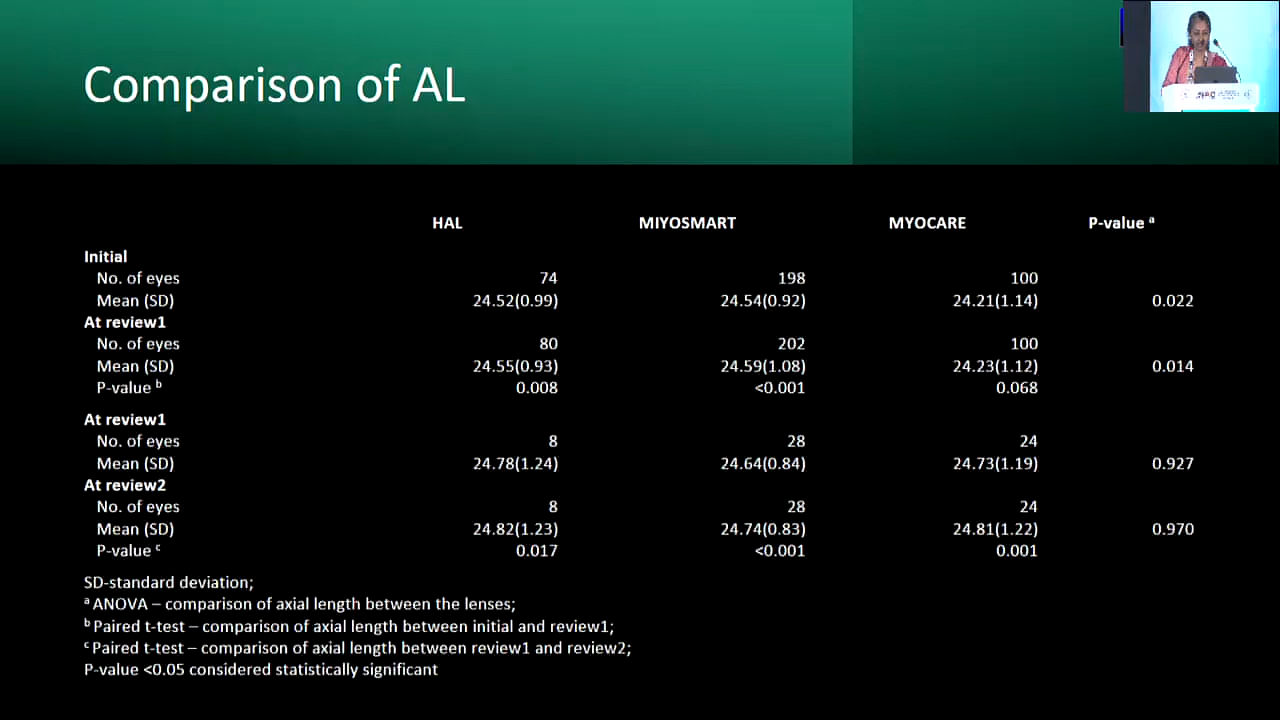 Comparison of AL
HAL MIYOSMART MYOCARE P-value ᵃ
Initial
No. of eyes 74 198 100
Mean (SD) 24.52(0.99) 24.54(0.92) 24.21(1.14) 0.022
At review1
No. of eyes 80 202 100
Mean (SD) 24.55(0.93) 24.59(1.08) 24.23(1.12) 0.014
P-value ᵇ 0.008 <0.001 0.068
At review1
No. of eyes 8 28 24
Mean (SD) 24.78(1.24) 24.64(0.84) 24.73(1.19) 0.927
At review2
No. of eyes 8 28 24
Mean (SD) 24.82(1.23) 24.74(0.83) 24.81(1.22) 0.970
P-value ᶜ 0.017 <0.001 0.001
SD-standard deviation;
ᵃ ANOVA – comparison of axial length between the lenses;
ᵇ Paired t-test – comparison of axial length between initial and review1;
ᶜ Paired t-test – comparison of axial length between review1 and review2;
P-value <0.05 considered statistically significant